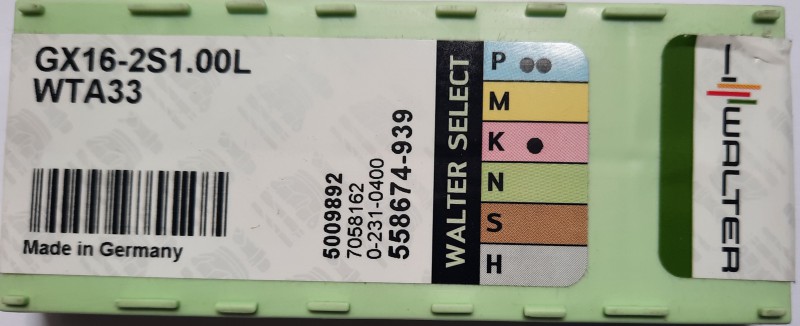 GX16-2S1.00L
WTA33
Made in Germany
5009892
7058162
0-231-0400
558674-939
WALTER SELECT
P
M
K
N
S
H
WALTER